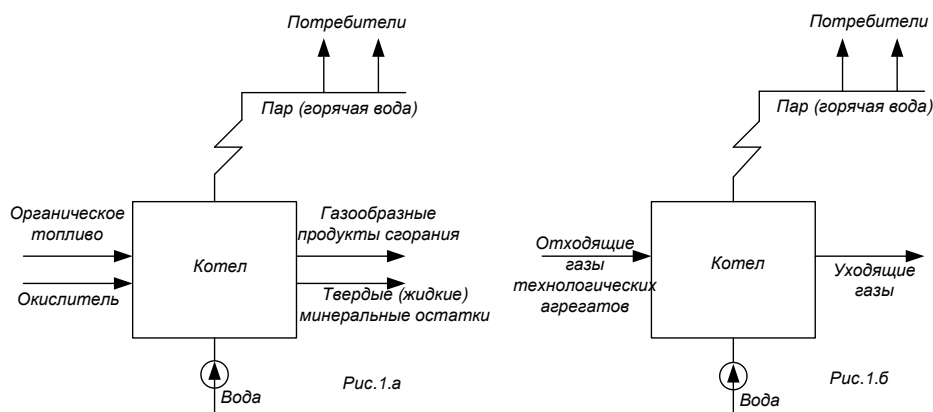 Потребители
Пар (горячая вода)
Органическое
топливо
Окислитель
Котел
Газообразные
продукты сгорания
Твердые (жидкие)
минеральные остатки
Вода
Рис.1.а
Потребители
Пар (горячая вода)
Отходящие
газы
технологических
агрегатов
Котел
Уходящие
газы
Вода
Рис.1.б